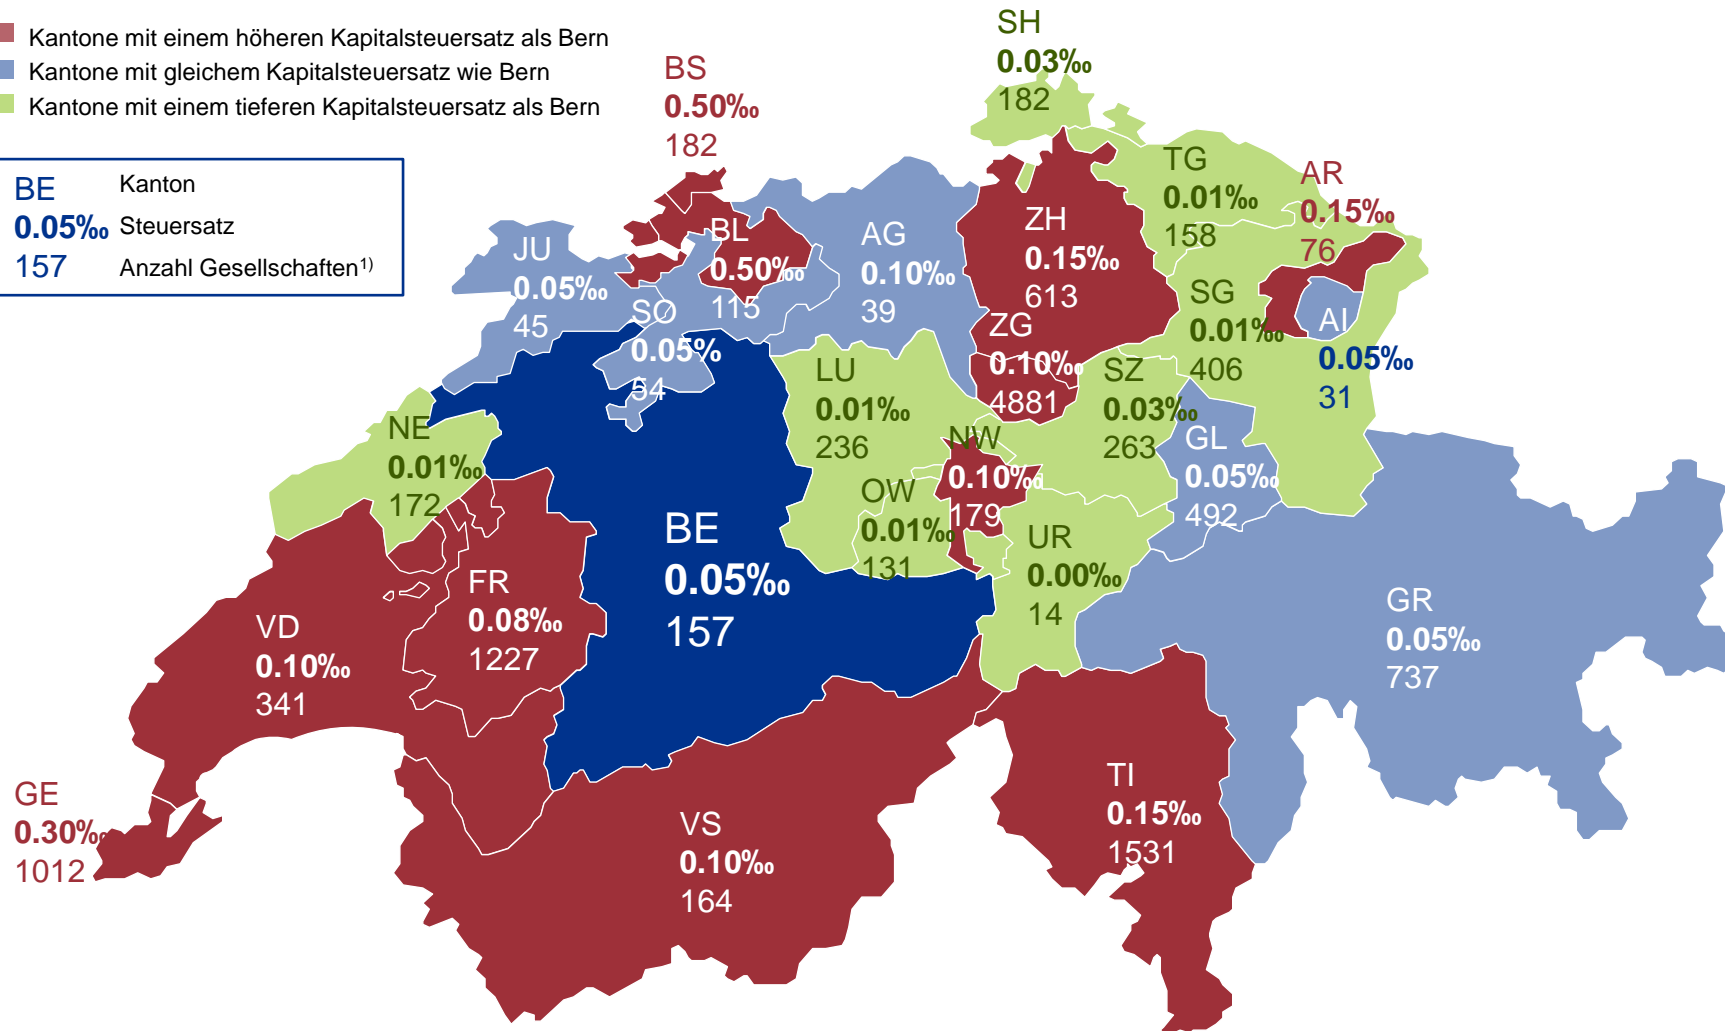 Kantone mit einem höheren Kapitalsteuersatz als Bern
Kantone mit gleichem Kapitalsteuersatz wie Bern
Kantone mit einem tieferen Kapitalsteuersatz als Bern
BE Kanton
0.05‰ Steuersatz
157 Anzahl Gesellschaften1)
SH
0.03‰
182
BS
0.50‰
182
TG
0.01‰
158
AR
0.15‰
76
JU
0.05‰
45
BL
0.50‰
115
AG
0.10‰
39
ZH
0.15‰
613
SO
0.05%
54
ZG
0.10‰
4881
SG
0.01‰
406
AI
0.05‰
31
LU
0.01‰
236
SZ
0.03‰
263
NE
0.01‰
172
NW
0.10‰
179
GL
0.05‰
492
OW
0.01‰
131
BE
0.05‰
157
UR
0.00‰
14
FR
0.08‰
1227
VD
0.10‰
341
GR
0.05‰
737
GE
0.30‰
1012
VS
0.10‰
164
TI
0.15‰
1531